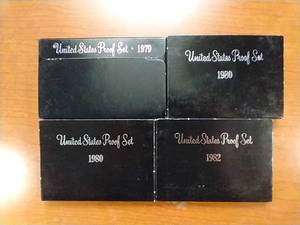 United States Proof Set · 1979
United States Proof Set
1980
United States Proof Set
1980
United States Proof Set
1982